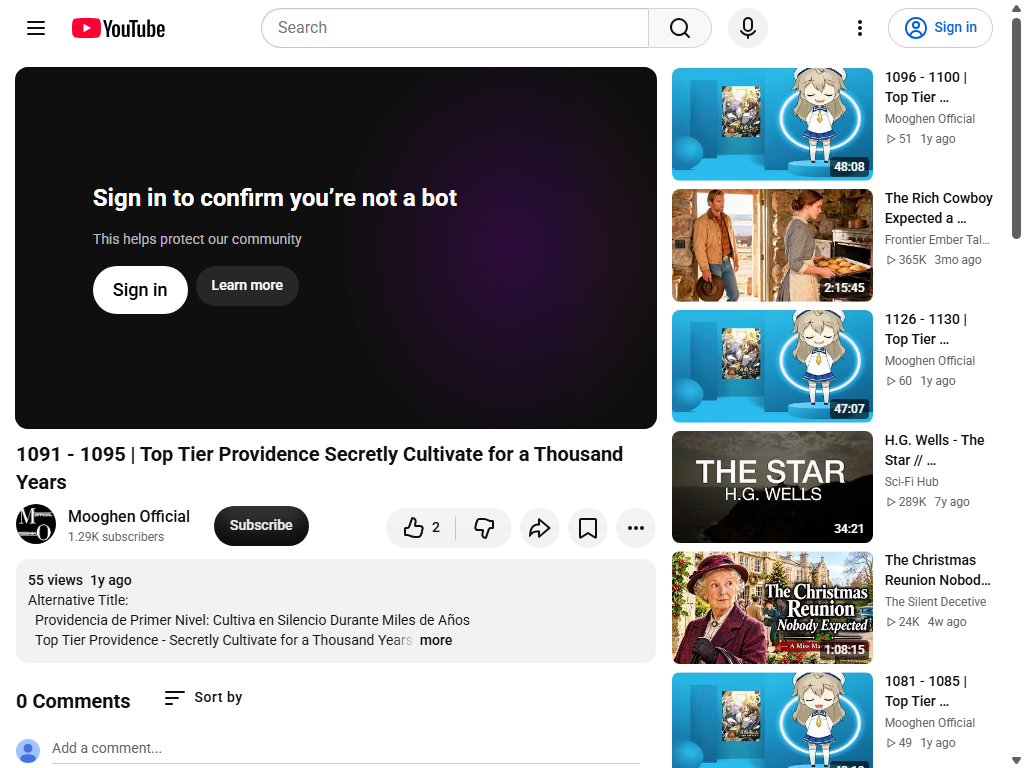 YouTube
Search
Sign in
Sign in to confirm you're not a bot
This helps protect our community
Sign in
Learn more
1091 - 1095 | Top Tier Providence Secretly Cultivate for a Thousand
Years
Mooghen Official
1.29K subscribers
Subscribe
2
55 views 1y ago
Alternative Title:
Providencia de Primer Nivel: Cultiva en Silencio Durante Miles de Años
Top Tier Providence - Secretly Cultivate for a Thousand Years more
0 Comments
Sort by
Add a comment...
48:08
1096 - 1100 |
Top Tier ...
Mooghen Official
51 1y ago
2:15:45
The Rich Cowboy
Expected a ...
Frontier Ember Tal...
365K 3mo ago
47:07
1126 - 1130 |
Top Tier ...
Mooghen Official
60 1y ago
THE STAR
H.G. WELLS
34:21
H.G. Wells - The
Star // ...
Sci-Fi Hub
289K 7y ago
The Christmas
Reunion
Nobody Expected
1:08:15
The Christmas
Reunion Nobod...
The Silent Decetive
24K 4w ago
1081 - 1085 |
Top Tier ...
Mooghen Official
49 1y ago